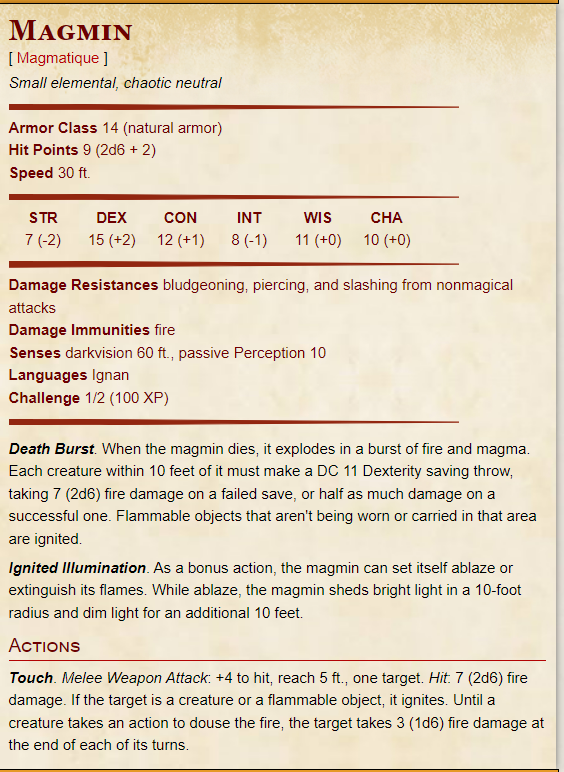 Magmin
[ Magmatique ]
Small elemental, chaotic neutral
Armor Class 14 (natural armor)
Hit Points 9 (2d6 + 2)
Speed 30 ft.
STR DEX CON INT WIS CHA
7 (-2) 15 (+2) 12 (+1) 8 (-1) 11 (+0) 10 (+0)
Damage Resistances bludgeoning, piercing, and slashing from nonmagical
attacks
Damage Immunities fire
Senses darkvision 60 ft., passive Perception 10
Languages Ignan
Challenge 1/2 (100 XP)
Death Burst. When the magmin dies, it explodes in a burst of fire and magma.
Each creature within 10 feet of it must make a DC 11 Dexterity saving throw,
taking 7 (2d6) fire damage on a failed save, or half as much damage on a
successful one. Flammable objects that aren't being worn or carried in that area
are ignited.
Ignited Illumination. As a bonus action, the magmin can set itself ablaze or
extinguish its flames. While ablaze, the magmin sheds bright light in a 10-foot
radius and dim light for an additional 10 feet.
Actions
Touch. Melee Weapon Attack: +4 to hit, reach 5 ft., one target. Hit: 7 (2d6) fire
damage. If the target is a creature or a flammable object, it ignites. Until a
creature takes an action to douse the fire, the target takes 3 (1d6) fire damage at
the end of each of its turns.